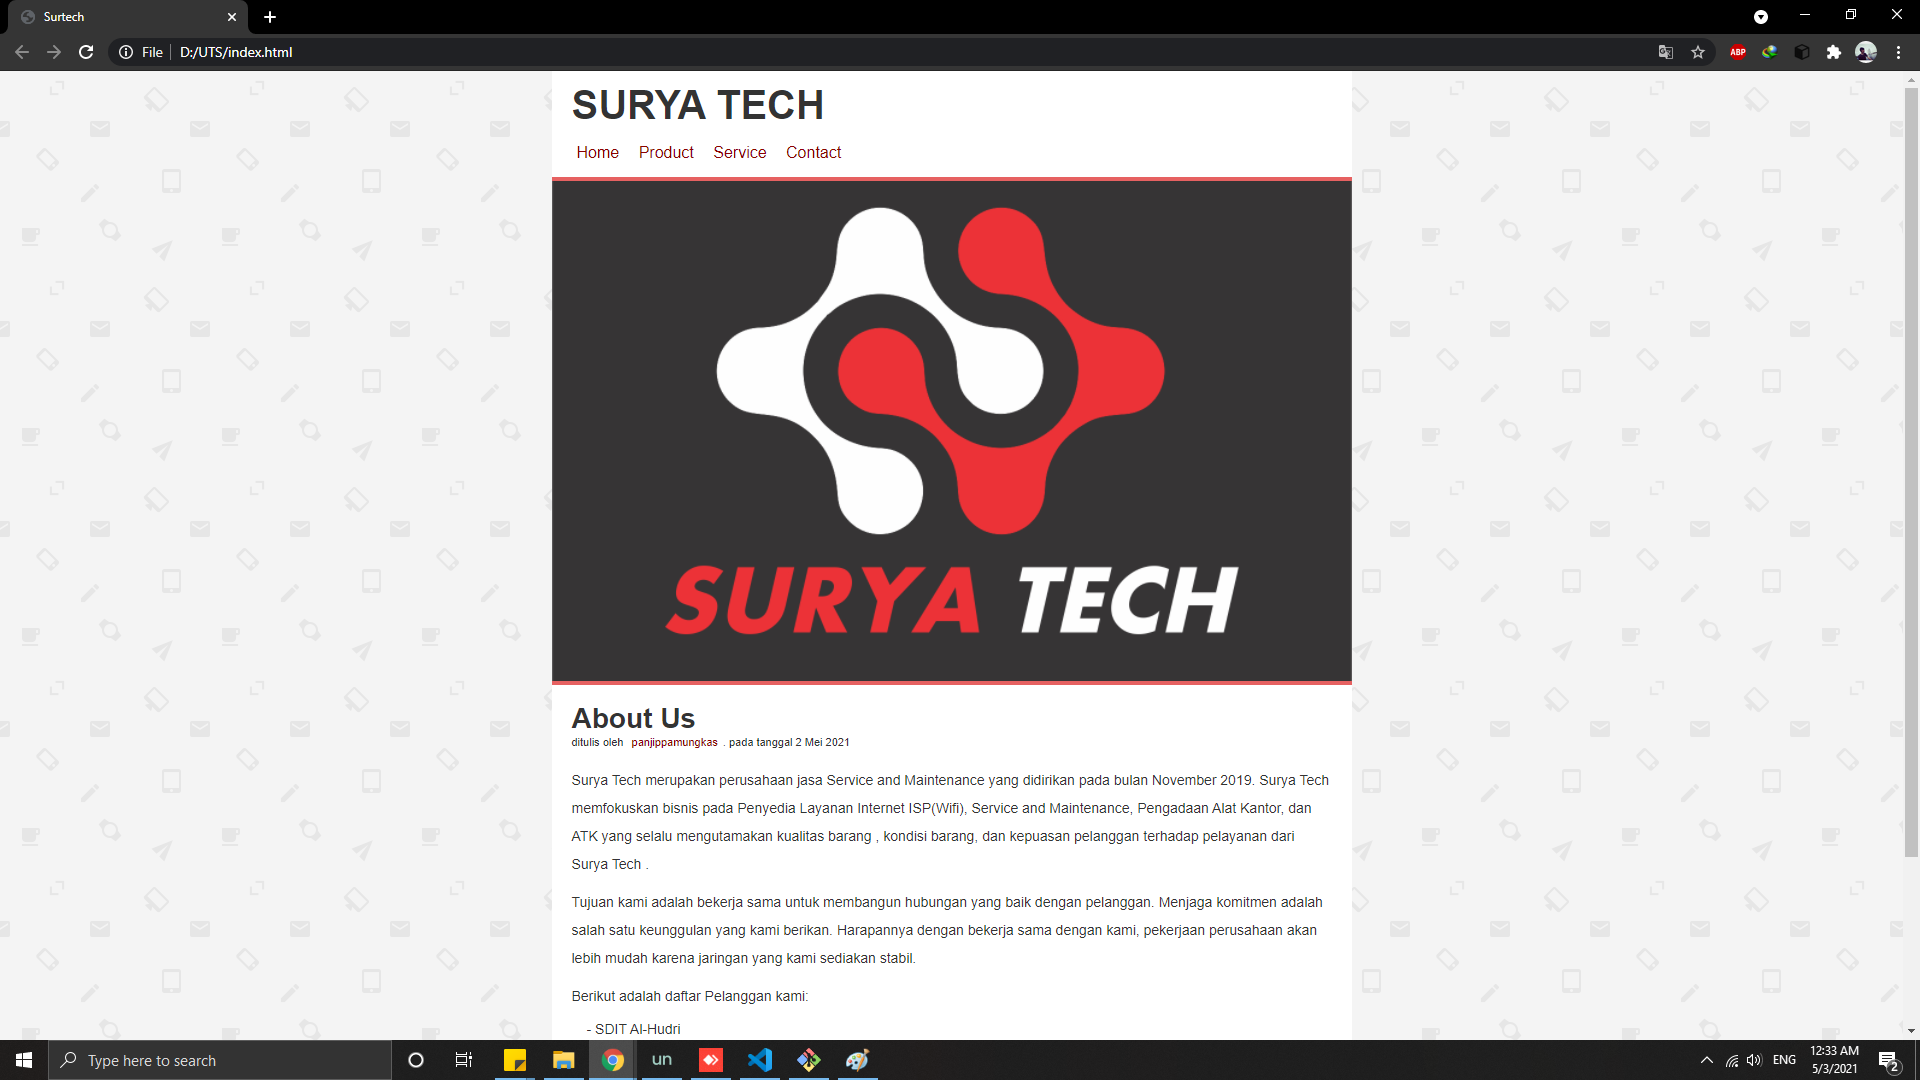 Surtech
File
D:/UTS/index.html
ABP
SURYA TECH
Home Product Service Contact
SURYA TECH
About Us
ditulis oleh panjippamungkas . pada tanggal 2 Mei 2021
Surya Tech merupakan perusahaan jasa Service and Maintenance yang didirikan pada bulan November 2019. Surya Tech
memfokuskan bisnis pada Penyedia Layanan Internet ISP(Wifi), Service and Maintenance, Pengadaan Alat Kantor, dan
ATK yang selalu mengutamakan kualitas barang , kondisi barang, dan kepuasan pelanggan terhadap pelayanan dari
Surya Tech .
Tujuan kami adalah bekerja sama untuk membangun hubungan yang baik dengan pelanggan. Menjaga komitmen adalah
salah satu keunggulan yang kami berikan. Harapannya dengan bekerja sama dengan kami, pekerjaan perusahaan akan
lebih mudah karena jaringan yang kami sediakan stabil.
Berikut adalah daftar Pelanggan kami:
- SDIT Al-Hudri
Type here to search
un
ENG
12:33 AM
5/3/2021
2